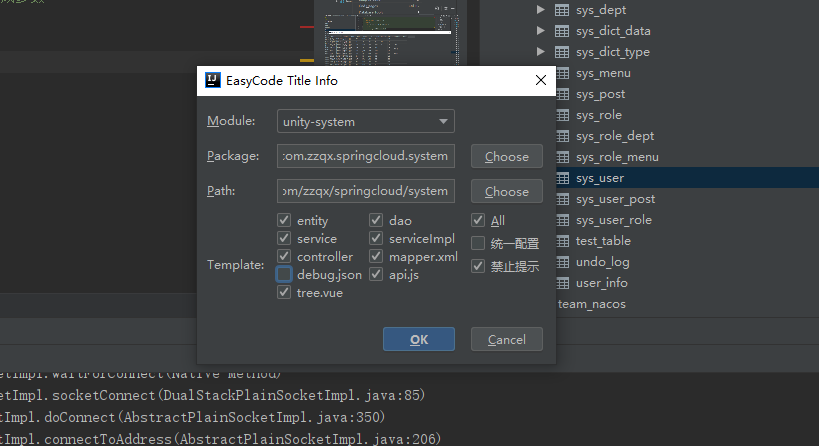 sys_dept
sys_dict_data
sys_dict_type
sys_menu
sys_post
sys_role
sys_role_dept
sys_role_menu
sys_user
sys_user_post
sys_user_role
test_table
undo_log
user_info
team_nacos
EasyCode Title Info
Module: unity-system
Package: com.zzqx.springcloud.system Choose
Path: om/zzqx/springcloud/system Choose
Template:
entity dao All
service serviceImpl 统一配置
controller mapper.xml 禁止提示
debug.json api.js
tree.vue
OK Cancel
etImpl.waitForConnect(Native Method)
etImpl.socketConnect(DualStackPlainSocketImpl.java:85)
tImpl.doConnect(AbstractPlainSocketImpl.java:350)
tImpl.connectToAddress(AbstractPlainSocketImpl.java:206)